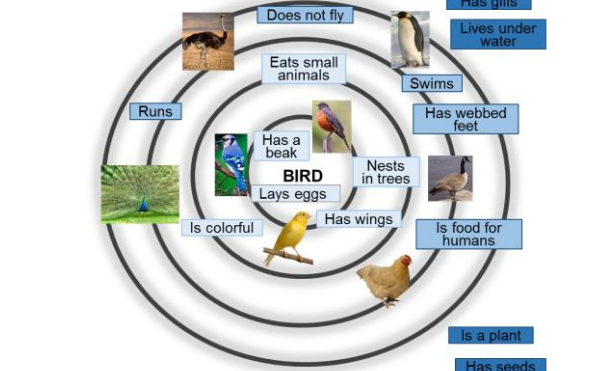 Has gills
Does not fly
Lives under
water
Eats small
animals
Swims
Runs
Has webbed
feet
Has a
beak
Nests
in trees
BIRD
Lays eggs
Has wings
Is colorful
Is food for
humans
Is a plant
Has seeds